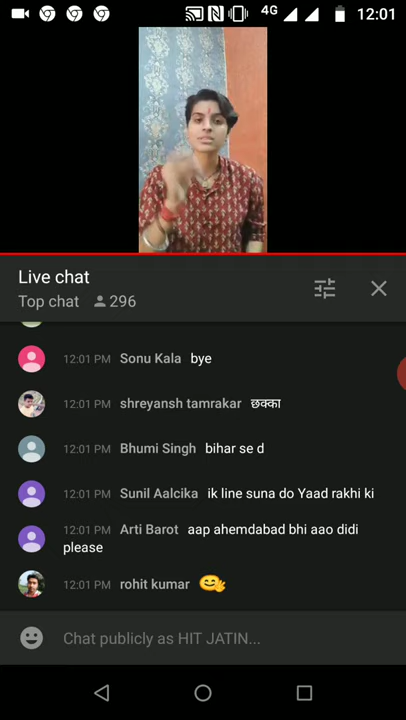 4G 12:01
Live chat
Top chat 296
12:01 PM Sonu Kala bye
12:01 PM shreyansh tamrakar छक्का
12:01 PM Bhumi Singh bihar se d
12:01 PM Sunil Aalcika ik line suna do Yaad rakhi ki
12:01 PM Arti Barot aap ahemdabad bhi aao didi
please
12:01 PM rohit kumar
Chat publicly as HIT JATIN...